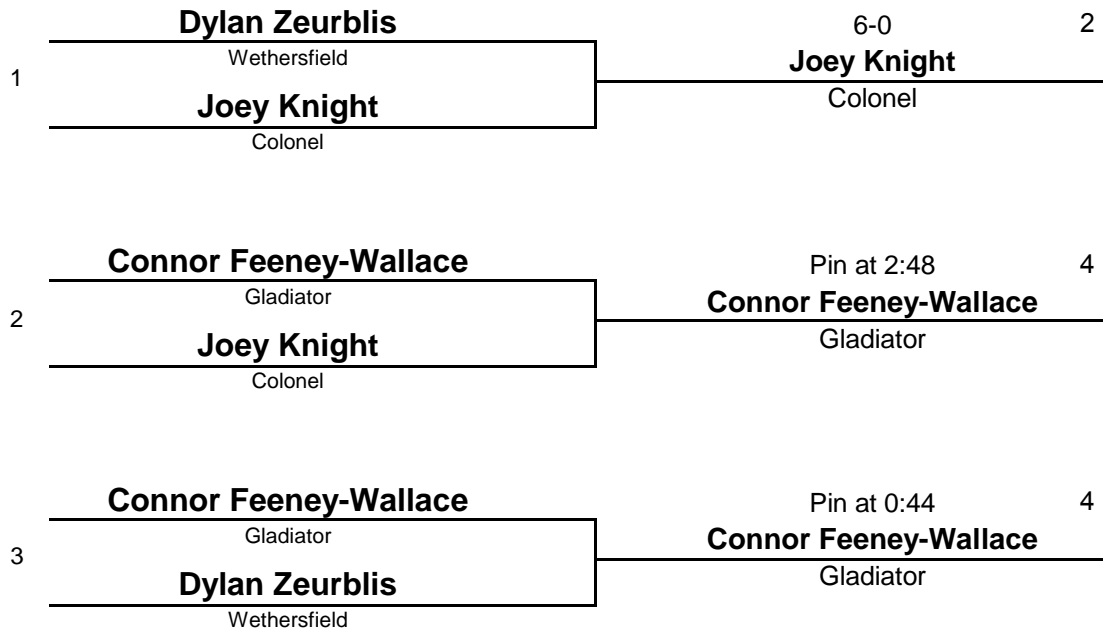 Dylan Zeurblis
6-0
2
Wethersfield
Joey Knight
1
Joey Knight
Colonel
Colonel
Connor Feeney-Wallace
Pin at 2:48
4
Gladiator
Connor Feeney-Wallace
2
Joey Knight
Gladiator
Colonel
Connor Feeney-Wallace
Pin at 0:44
4
Gladiator
Connor Feeney-Wallace
3
Dylan Zeurblis
Gladiator
Wethersfield